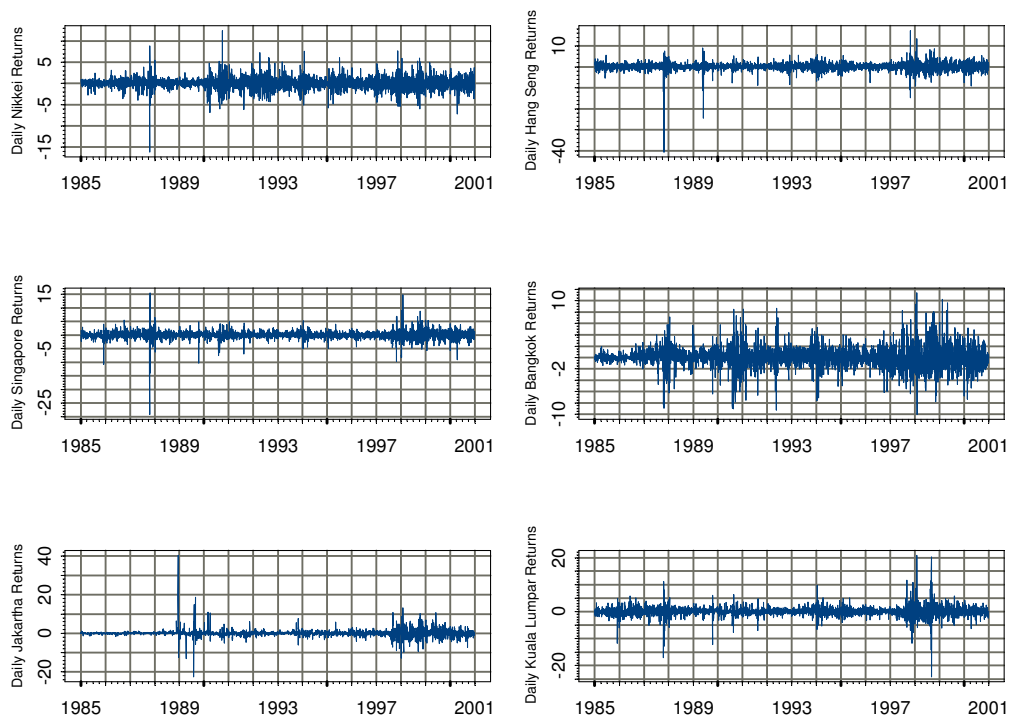 Daily Nikkei Returns
5
-5
-15
1985 1989 1993 1997 2001
Daily Hang Seng Returns
10
-40
1985 1989 1993 1997 2001
Daily Singapore Returns
15
-5
-25
1985 1989 1993 1997 2001
Daily Bangkok Returns
10
-2
-10
1985 1989 1993 1997 2001
Daily Jakartha Returns
40
20
0
-20
1985 1989 1993 1997 2001
Daily Kuala Lumpar Returns
20
0
-20
1985 1989 1993 1997 2001